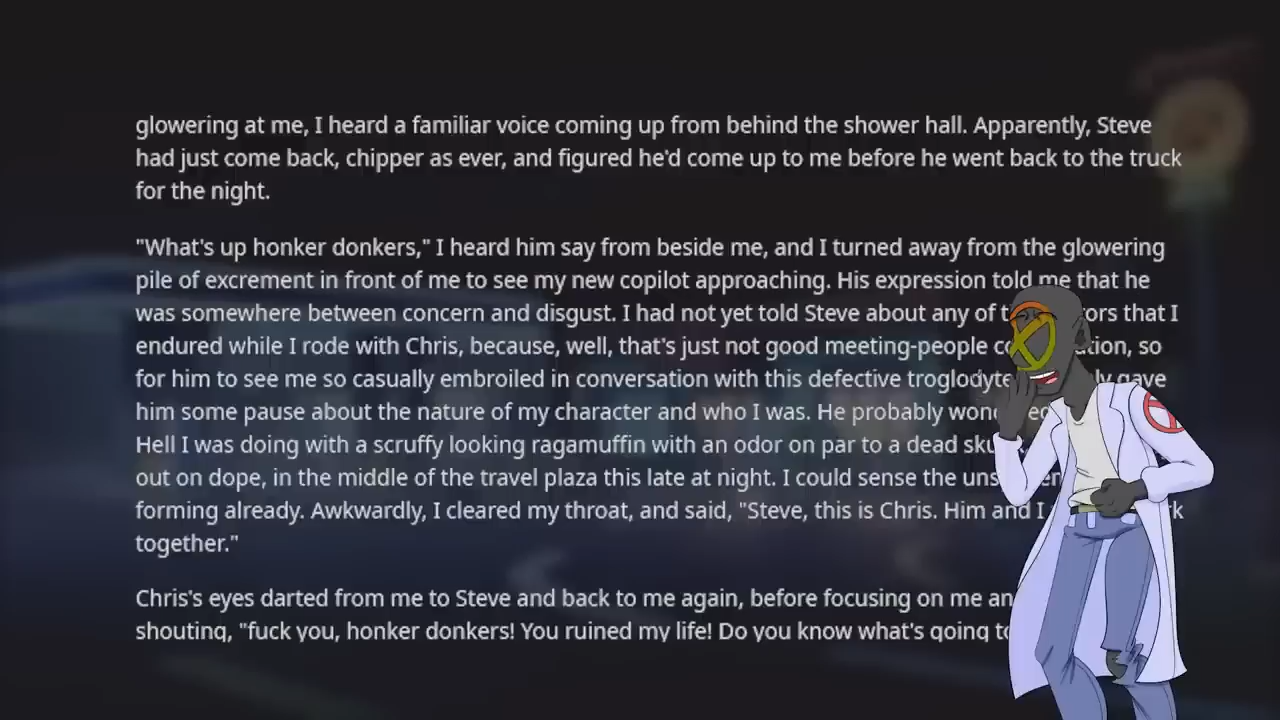 glowering at me, I heard a familiar voice coming up from behind the shower hall. Apparently, Steve
had just come back, chipper as ever, and figured he'd come up to me before he went back to the truck
for the night.
"What's up honker donkers," I heard him say from beside me, and I turned away from the glowering
pile of excrement in front of me to see my new copilot approaching. His expression told me that he
was somewhere between concern and disgust. I had not yet told Steve about any of that I
endured while I rode with Chris, because, well, that's just not good meeting-people so
for him to see me so casually embroiled in conversation with this defective troglodyte gave
him some pause about the nature of my character and who I was. He probably
Hell I was doing with a scruffy looking ragamuffin with an odor on par to a dead
out on dope, in the middle of the travel plaza this late at night. I could sense the
forming already. Awkwardly, I cleared my throat, and said, "Steve, this is Chris. Him and I
together."
Chris's eyes darted from me to Steve and back to me again, before focusing on me
shouting, "fuck you, honker donkers! You ruined my life! Do you know what's going